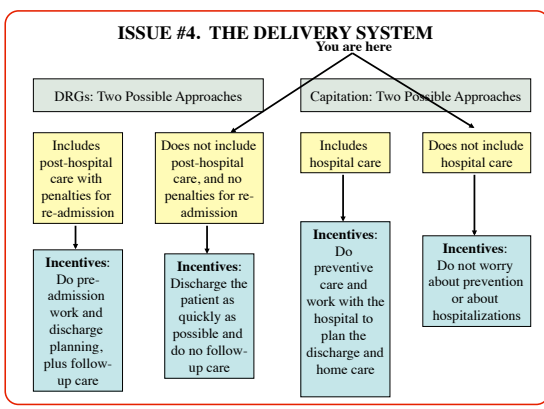 ISSUE #4. THE DELIVERY SYSTEM
You are here
DRGs: Two Possible Approaches
Capitation: Two Possible Approaches
Includes
post-hospital
care with
penalties for
re-admission
Does not include
post-hospital
care, and no
penalties for re-
admission
Includes
hospital care
Does not include
hospital care
Incentives:
Do pre-
admission
work and
discharge
planning,
plus follow-
up care
Incentives:
Discharge the
patient as
quickly as
possible and
do no follow-
up care
Incentives:
Do
preventive
care and
work with the
hospital to
plan the
discharge and
home care
Incentives:
Do not worry
about prevention
or about
hospitalizations